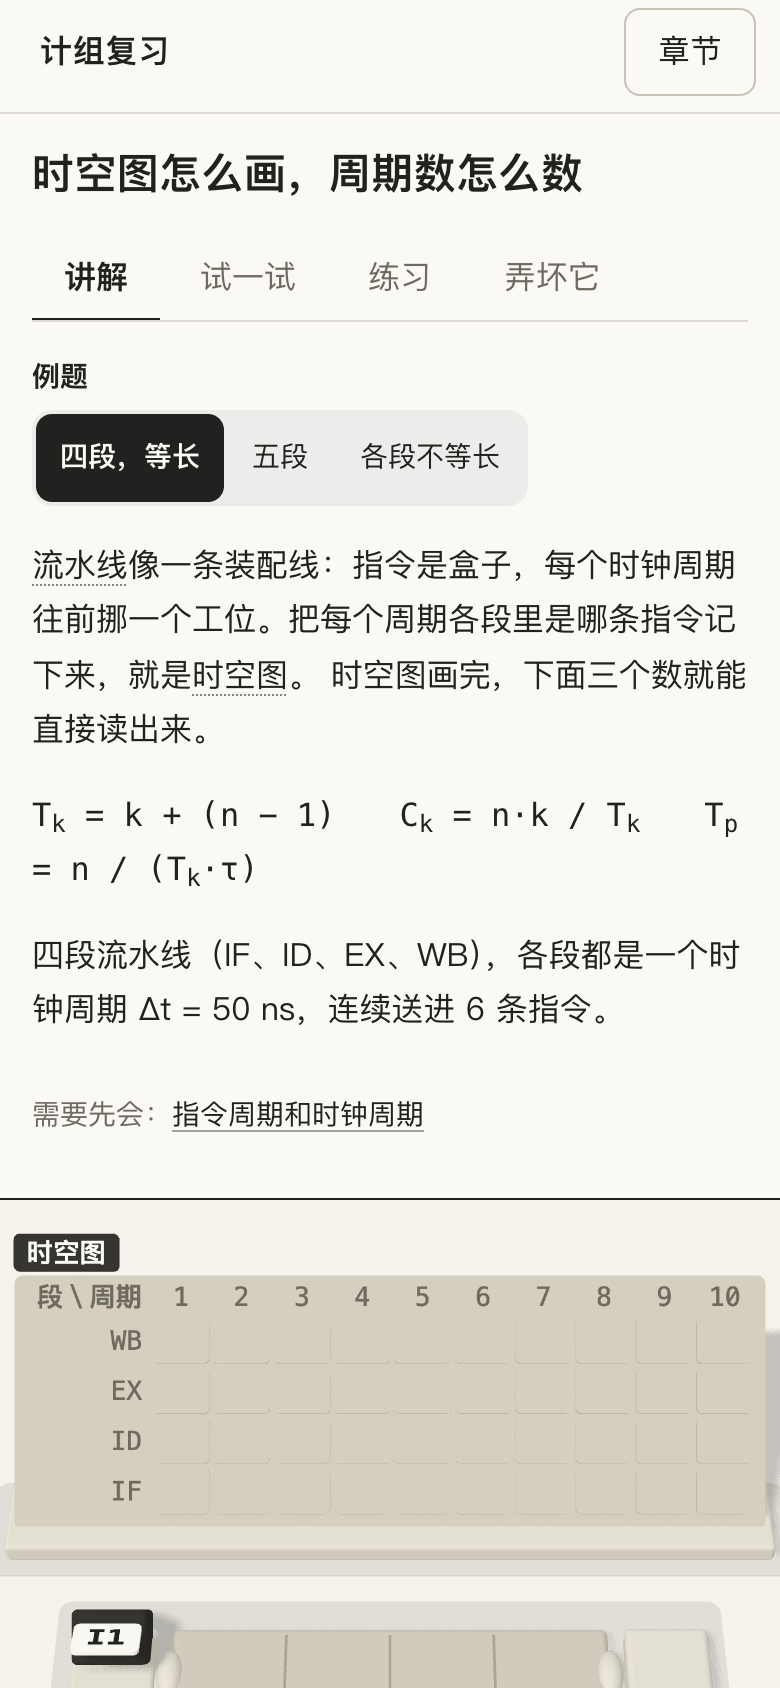 计组复习
章节
时空图怎么画，周期数怎么数
讲解 试一试 练习 弄坏它
例题
四段，等长 五段 各段不等长
流水线像一条装配线：指令是盒子，每个时钟周期
往前挪一个工位。把每个周期各段里是哪条指令记
下来，就是时空图。 时空图画完，下面三个数就能
直接读出来。
Tk = k + (n − 1) Ck = n·k / Tk Tp
= n / (Tk·τ)
四段流水线（IF、ID、EX、WB），各段都是一个时
钟周期 Δt = 50 ns，连续送进 6 条指令。
需要先会：指令周期和时钟周期
时空图
段 \ 周期 1 2 3 4 5 6 7 8 9 10
WB
EX
ID
IF
I1